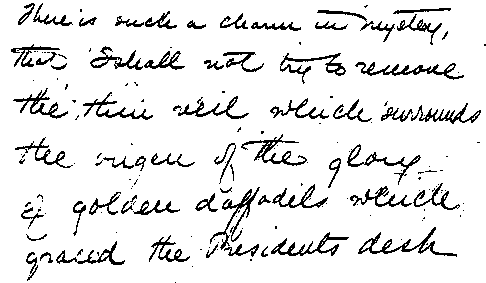 There is such a charm in mystery,
that I shall not try to remove
the thin veil which surrounds
the origen of the glory
of golden daffodils which
graced the Presidents desk